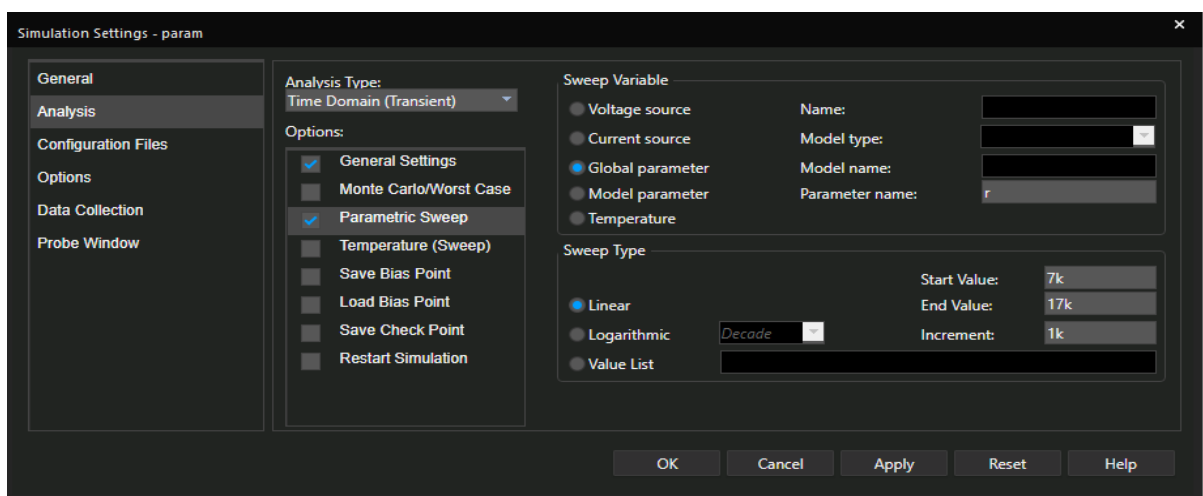 Simulation Settings - param
×
General
Analysis
Configuration Files
Options
Data Collection
Probe Window
Analysis Type:
Time Domain (Transient)
Options:
General Settings
Monte Carlo/Worst Case
Parametric Sweep
Temperature (Sweep)
Save Bias Point
Load Bias Point
Save Check Point
Restart Simulation
Sweep Variable
Voltage source Name:
Current source Model type:
Global parameter Model name:
Model parameter Parameter name: r
Temperature
Sweep Type
Start Value: 7k
Linear End Value: 17k
Logarithmic Decade Increment: 1k
Value List
OK Cancel Apply Reset Help